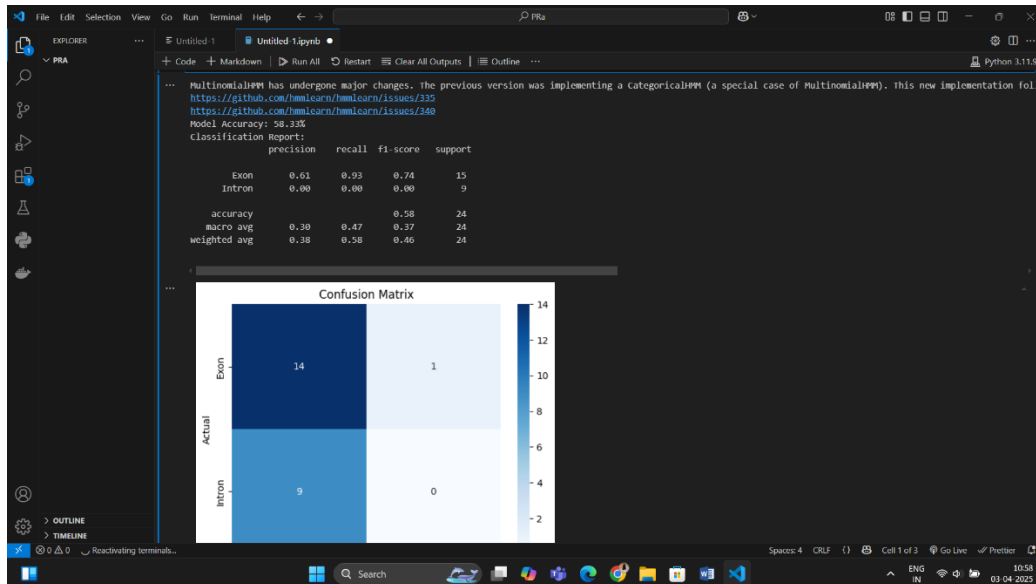 File Edit Selection View Go Run Terminal Help
PRa
EXPLORER
PRA
Untitled-1
Untitled-1.ipynb
+ Code + Markdown Run All Restart Clear All Outputs Outline ...
Python 3.11.9
MultinomialHMM has undergone major changes. The previous version was implementing a CategoricalHMM (a special case of MultinomialHMM). This new implementation fol
https://github.com/hmmlearn/hmmlearn/issues/335
https://github.com/hmmlearn/hmmlearn/issues/340
Model Accuracy: 58.33%
Classification Report:
precision recall f1-score support
Exon 0.61 0.93 0.74 15
Intron 0.00 0.00 0.00 9
accuracy 0.58 24
macro avg 0.30 0.47 0.37 24
weighted avg 0.38 0.58 0.46 24
Confusion Matrix
Exon
14
1
Actual
Intron
9
0
14
12
10
8
6
4
2
OUTLINE
TIMELINE
0 0 Reactivating terminals... Spaces: 4 CRLF {} Cell 1 of 3 Go Live Prettier
Search
ENG
IN
10:58
03-04-2025